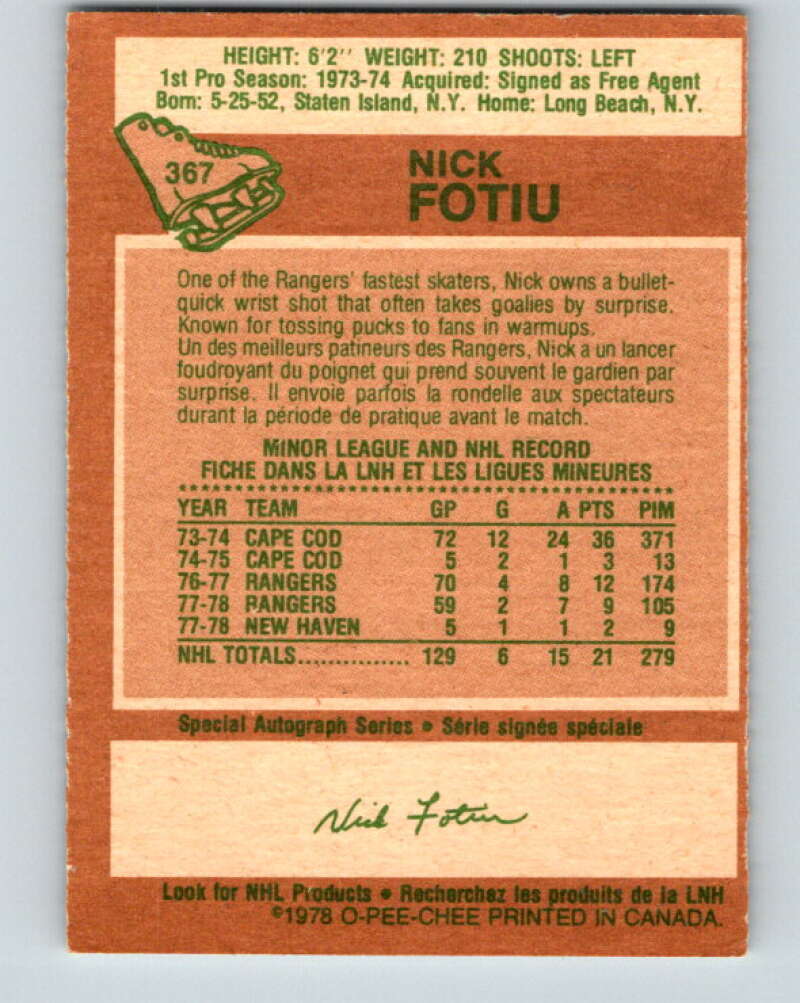 HEIGHT: 6'2'' WEIGHT: 210 SHOOTS: LEFT
1st Pro Season: 1973-74 Acquired: Signed as Free Agent
Born: 5-25-52, Staten Island, N.Y. Home: Long Beach, N.Y.
367
NICK
FOTIU
One of the Rangers' fastest skaters, Nick owns a bullet-
quick wrist shot that often takes goalies by surprise.
Known for tossing pucks to fans in warmups.
Un des meilleurs patineurs des Rangers, Nick a un lancer
foudroyant du poignet qui prend souvent le gardien par
surprise. Il envoie parfois la rondelle aux spectateurs
durant la période de pratique avant le match.
MINOR LEAGUE AND NHL RECORD
FICHE DANS LA LNH ET LES LIGUES MINEURES
YEAR TEAM GP G A PTS PIM
73-74 CAPE COD 72 12 24 36 371
74-75 CAPE COD 5 2 1 3 13
76-77 RANGERS 70 4 8 12 174
77-78 RANGERS 59 2 7 9 105
77-78 NEW HAVEN 5 1 1 2 9
NHL TOTALS............... 129 6 15 21 279
Special Autograph Series • Série signée spéciale
Nick Fotiu
Look for NHL Products • Recherchez les produits de la LNH
©1978 O-PEE-CHEE PRINTED IN CANADA.